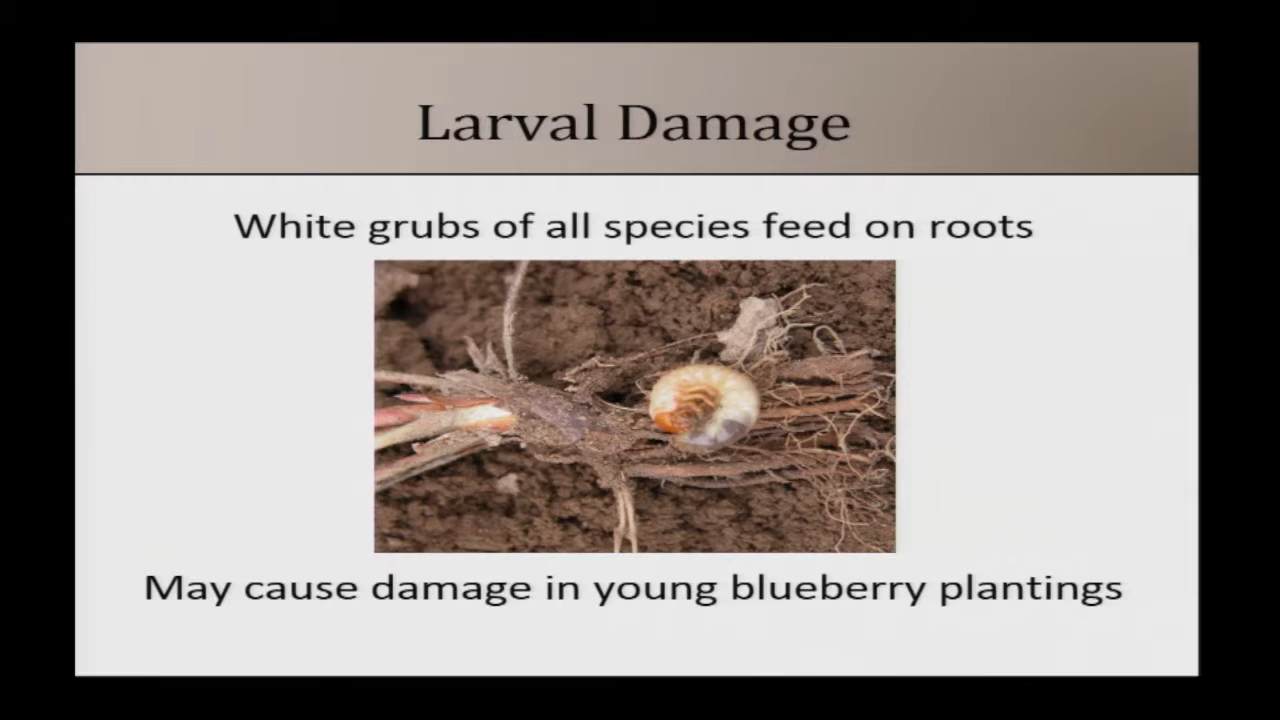 Larval Damage
White grubs of all species feed on roots
May cause damage in young blueberry plantings